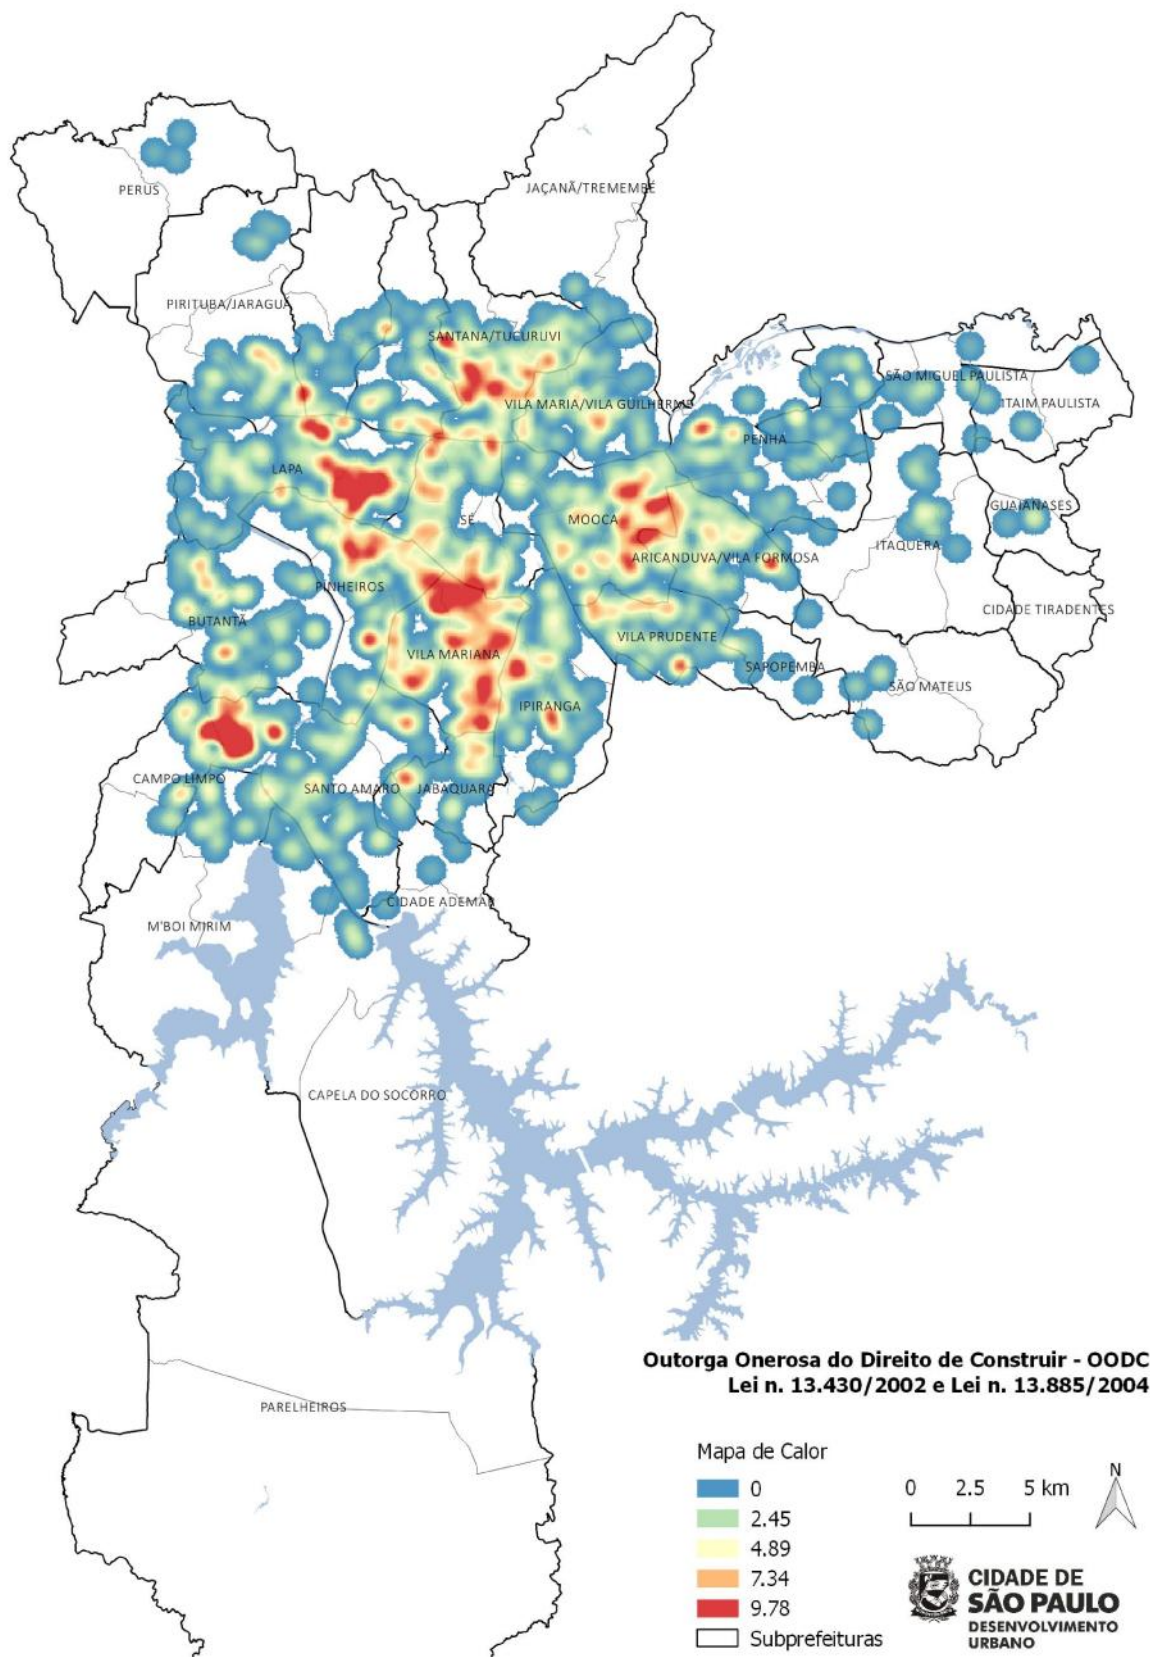 PERUS
JAÇANÃ/TREMEMBÉ
PIRITUBA/JARAGUÁ
SANTANA/TUCURUVI
SÃO MIGUEL PAULISTA
VILA MARIA/VILA GUILHERME
ITAIM PAULISTA
PENHA
LAPA
GUAIANASES
SÉ
MOOCA
ITAQUERA
ARICANDUVA/VILA FORMOSA
PINHEIROS
CIDADE TIRADENTES
BUTANTÃ
VILA PRUDENTE
VILA MARIANA
SAPOPEMBA
SÃO MATEUS
IPIRANGA
CAMPO LIMPO
SANTO AMARO
JABAQUARA
CIDADE ADEMAR
M'BOI MIRIM
CAPELA DO SOCORRO
PARELHEIROS
Outorga Onerosa do Direito de Construir - OODC
Lei n. 13.430/2002 e Lei n. 13.885/2004
Mapa de Calor
0
2.45
4.89
7.34
9.78
Subprefeituras
0 2.5 5 km
N
CIDADE DE
SÃO PAULO
DESENVOLVIMENTO
URBANO